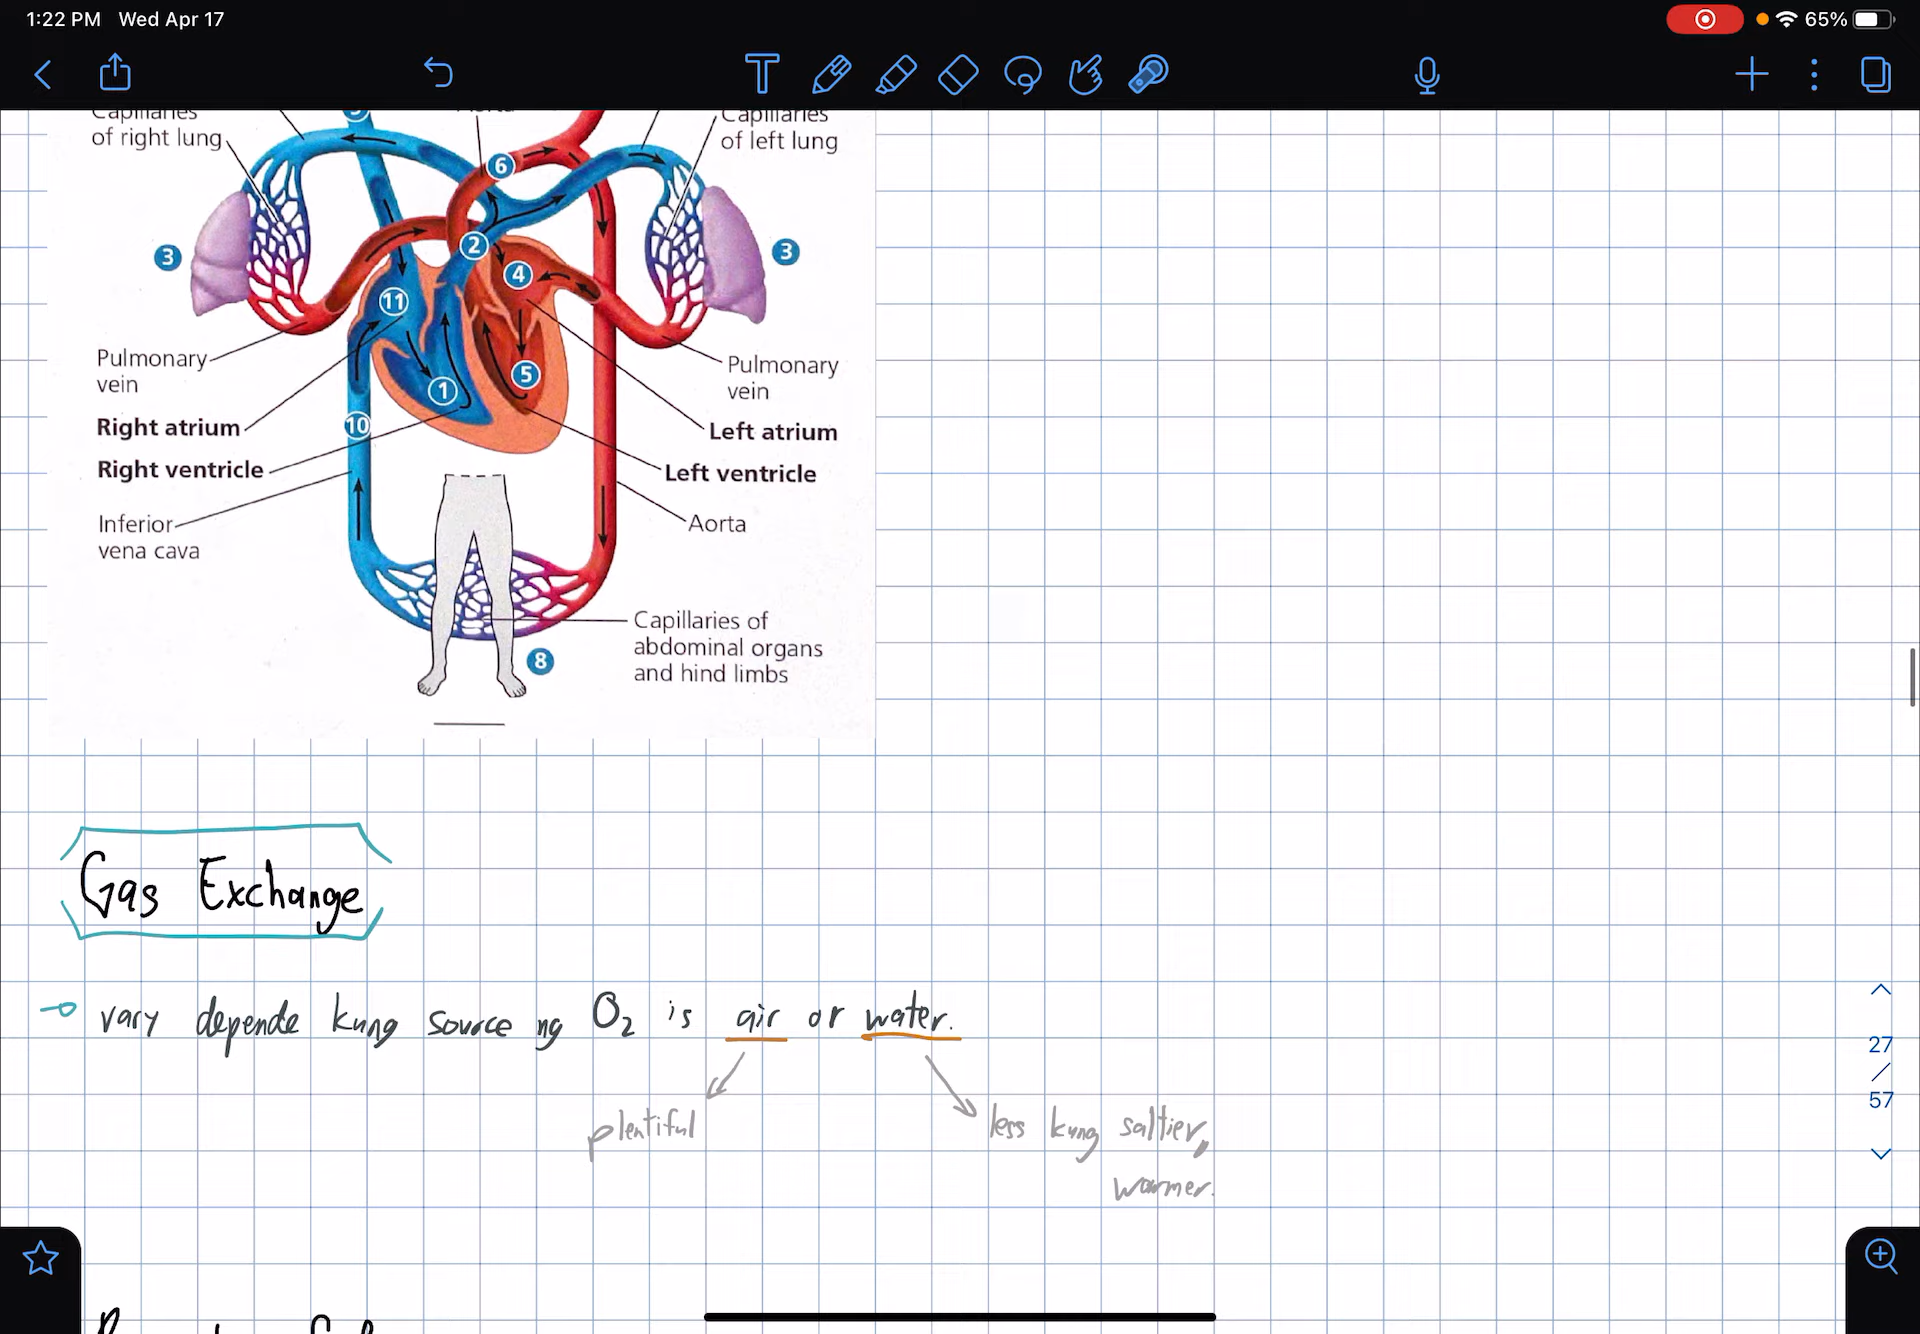 1:22 PM Wed Apr 17
65%
Capillaries
of right lung
Aorta
Capillaries
of left lung
6
2
3
4
3
11
Pulmonary
vein
5
1
Pulmonary
vein
Right atrium
10
Left atrium
Right ventricle
Left ventricle
Inferior
vena cava
Aorta
Capillaries of
abdominal organs
and hind limbs
8
Gas Exchange
vary depende kung source ng O₂ is air or water.
plentiful
less kung saltier,
warmer.
27
/
57